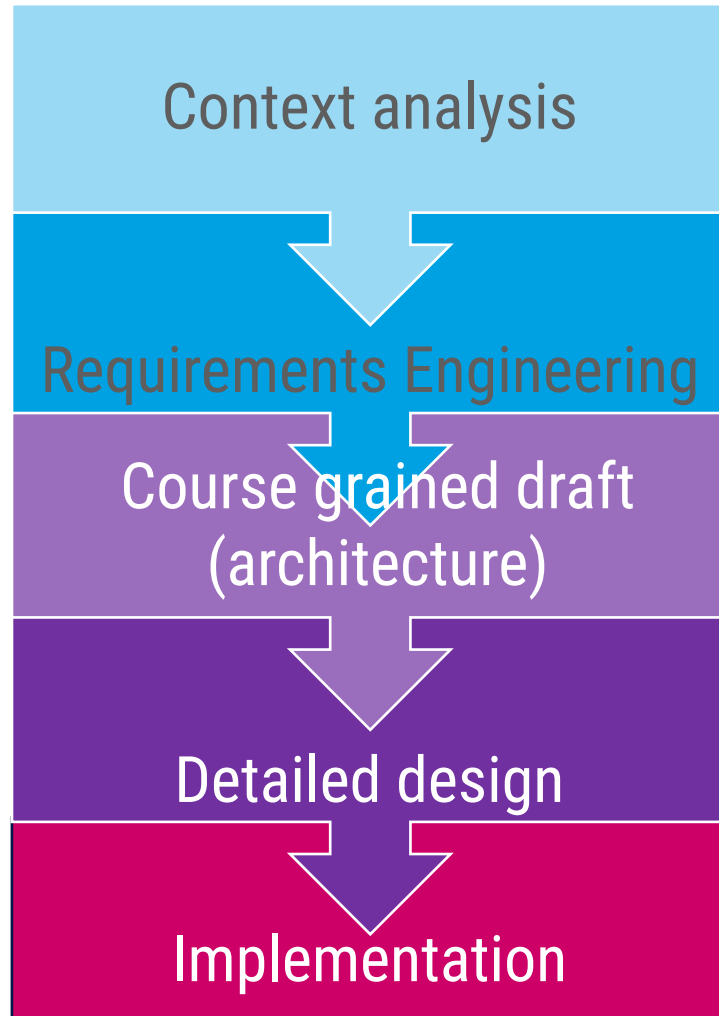 Context analysis
Requirements Engineering
Course grained draft
(architecture)
Detailed design
Implementation